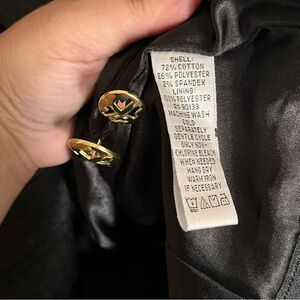 SHELL:
72% COTTON
26% POLYESTER
2% SPANDEX
LINING:
100% POLYESTER
RN 90133
MACHINE WASH
COLD
SEPARATELY
GENTLE CYCLE
ONLY NON-
CHLORINE BLEACH
WHEN NEEDED
HANG DRY
WARM IRON
IF NECESSARY